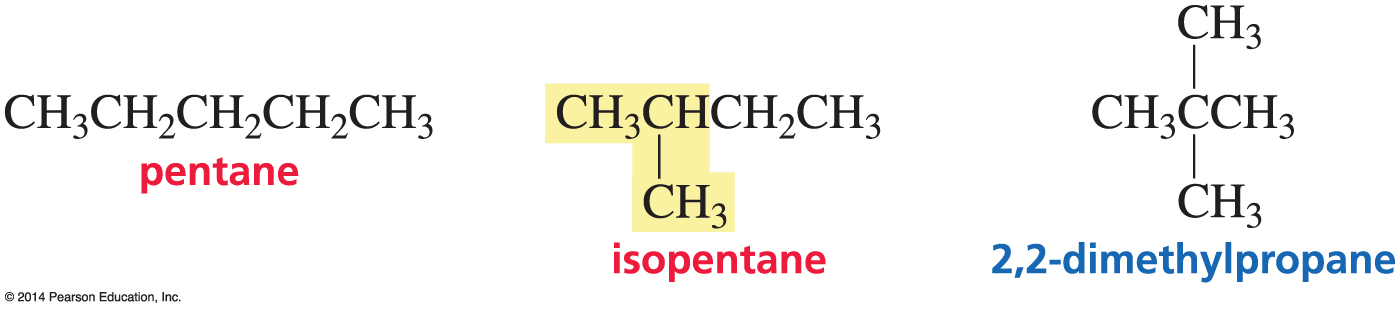 CH₃CH₂CH₂CH₂CH₃
pentane
CH₃CHCH₂CH₃
CH₃
isopentane
CH₃
CH₃CCH₃
CH₃
2,2-dimethylpropane
© 2014 Pearson Education, Inc.